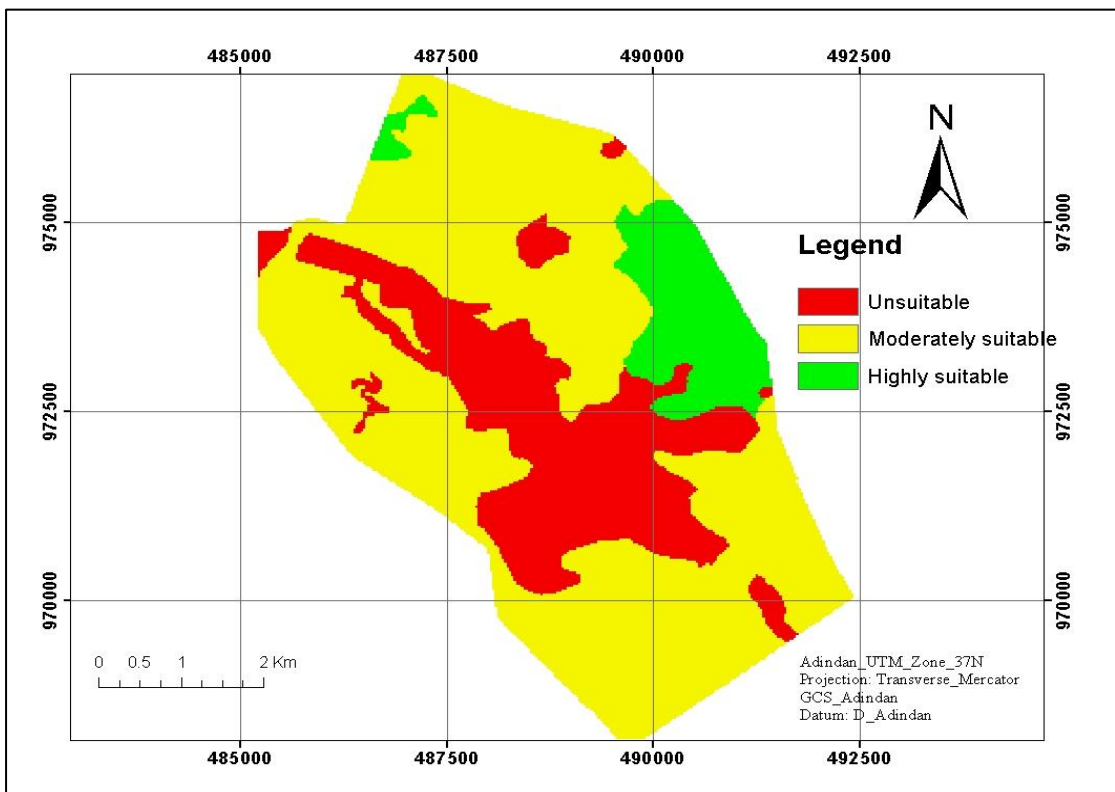 485000 487500 490000 492500
N
975000 975000
Legend
Unsuitable
Moderately suitable
Highly suitable
972500 972500
970000 970000
0 0.5 1 2 Km
Adindan_UTM_Zone_37N
Projection: Transverse_Mercator
GCS_Adindan
Datum: D_Adindan
485000 487500 490000 492500